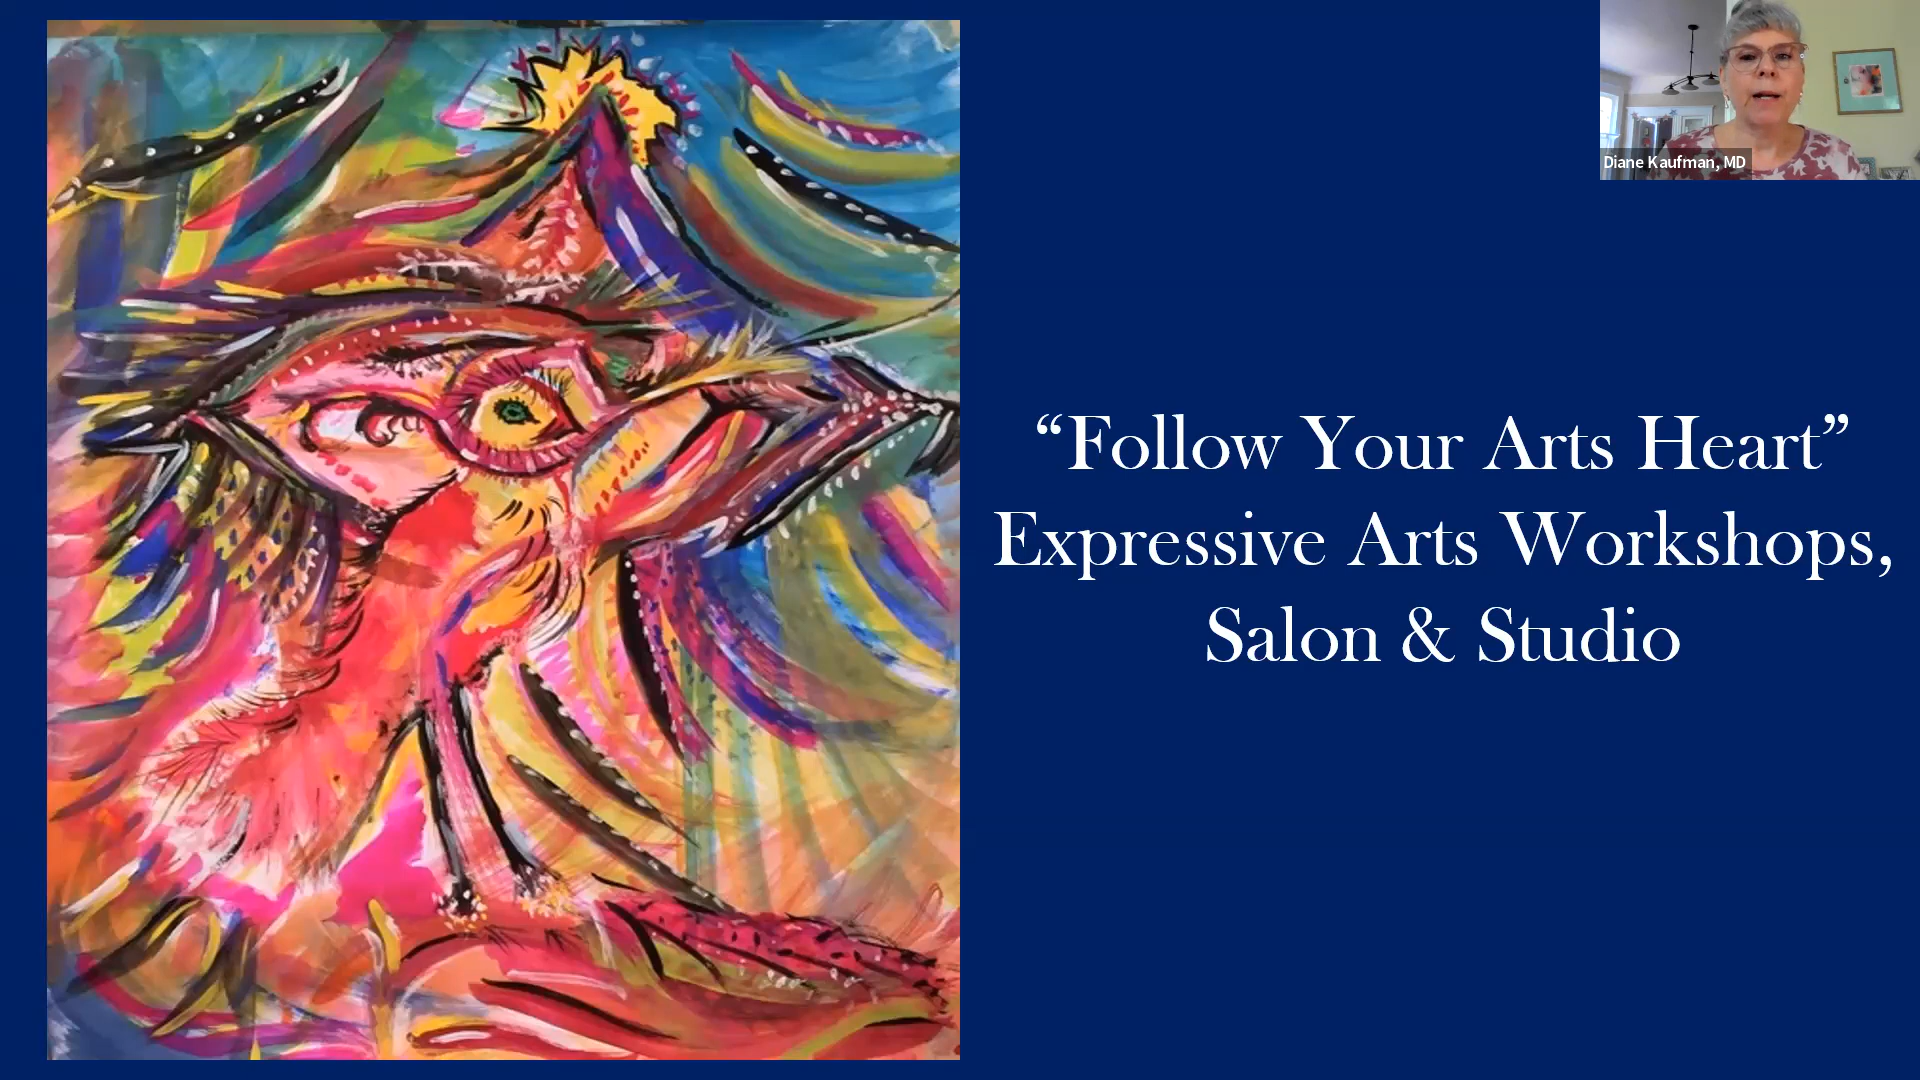 Diane Kaufman, MD
“Follow Your Arts Heart”
Expressive Arts Workshops,
Salon & Studio